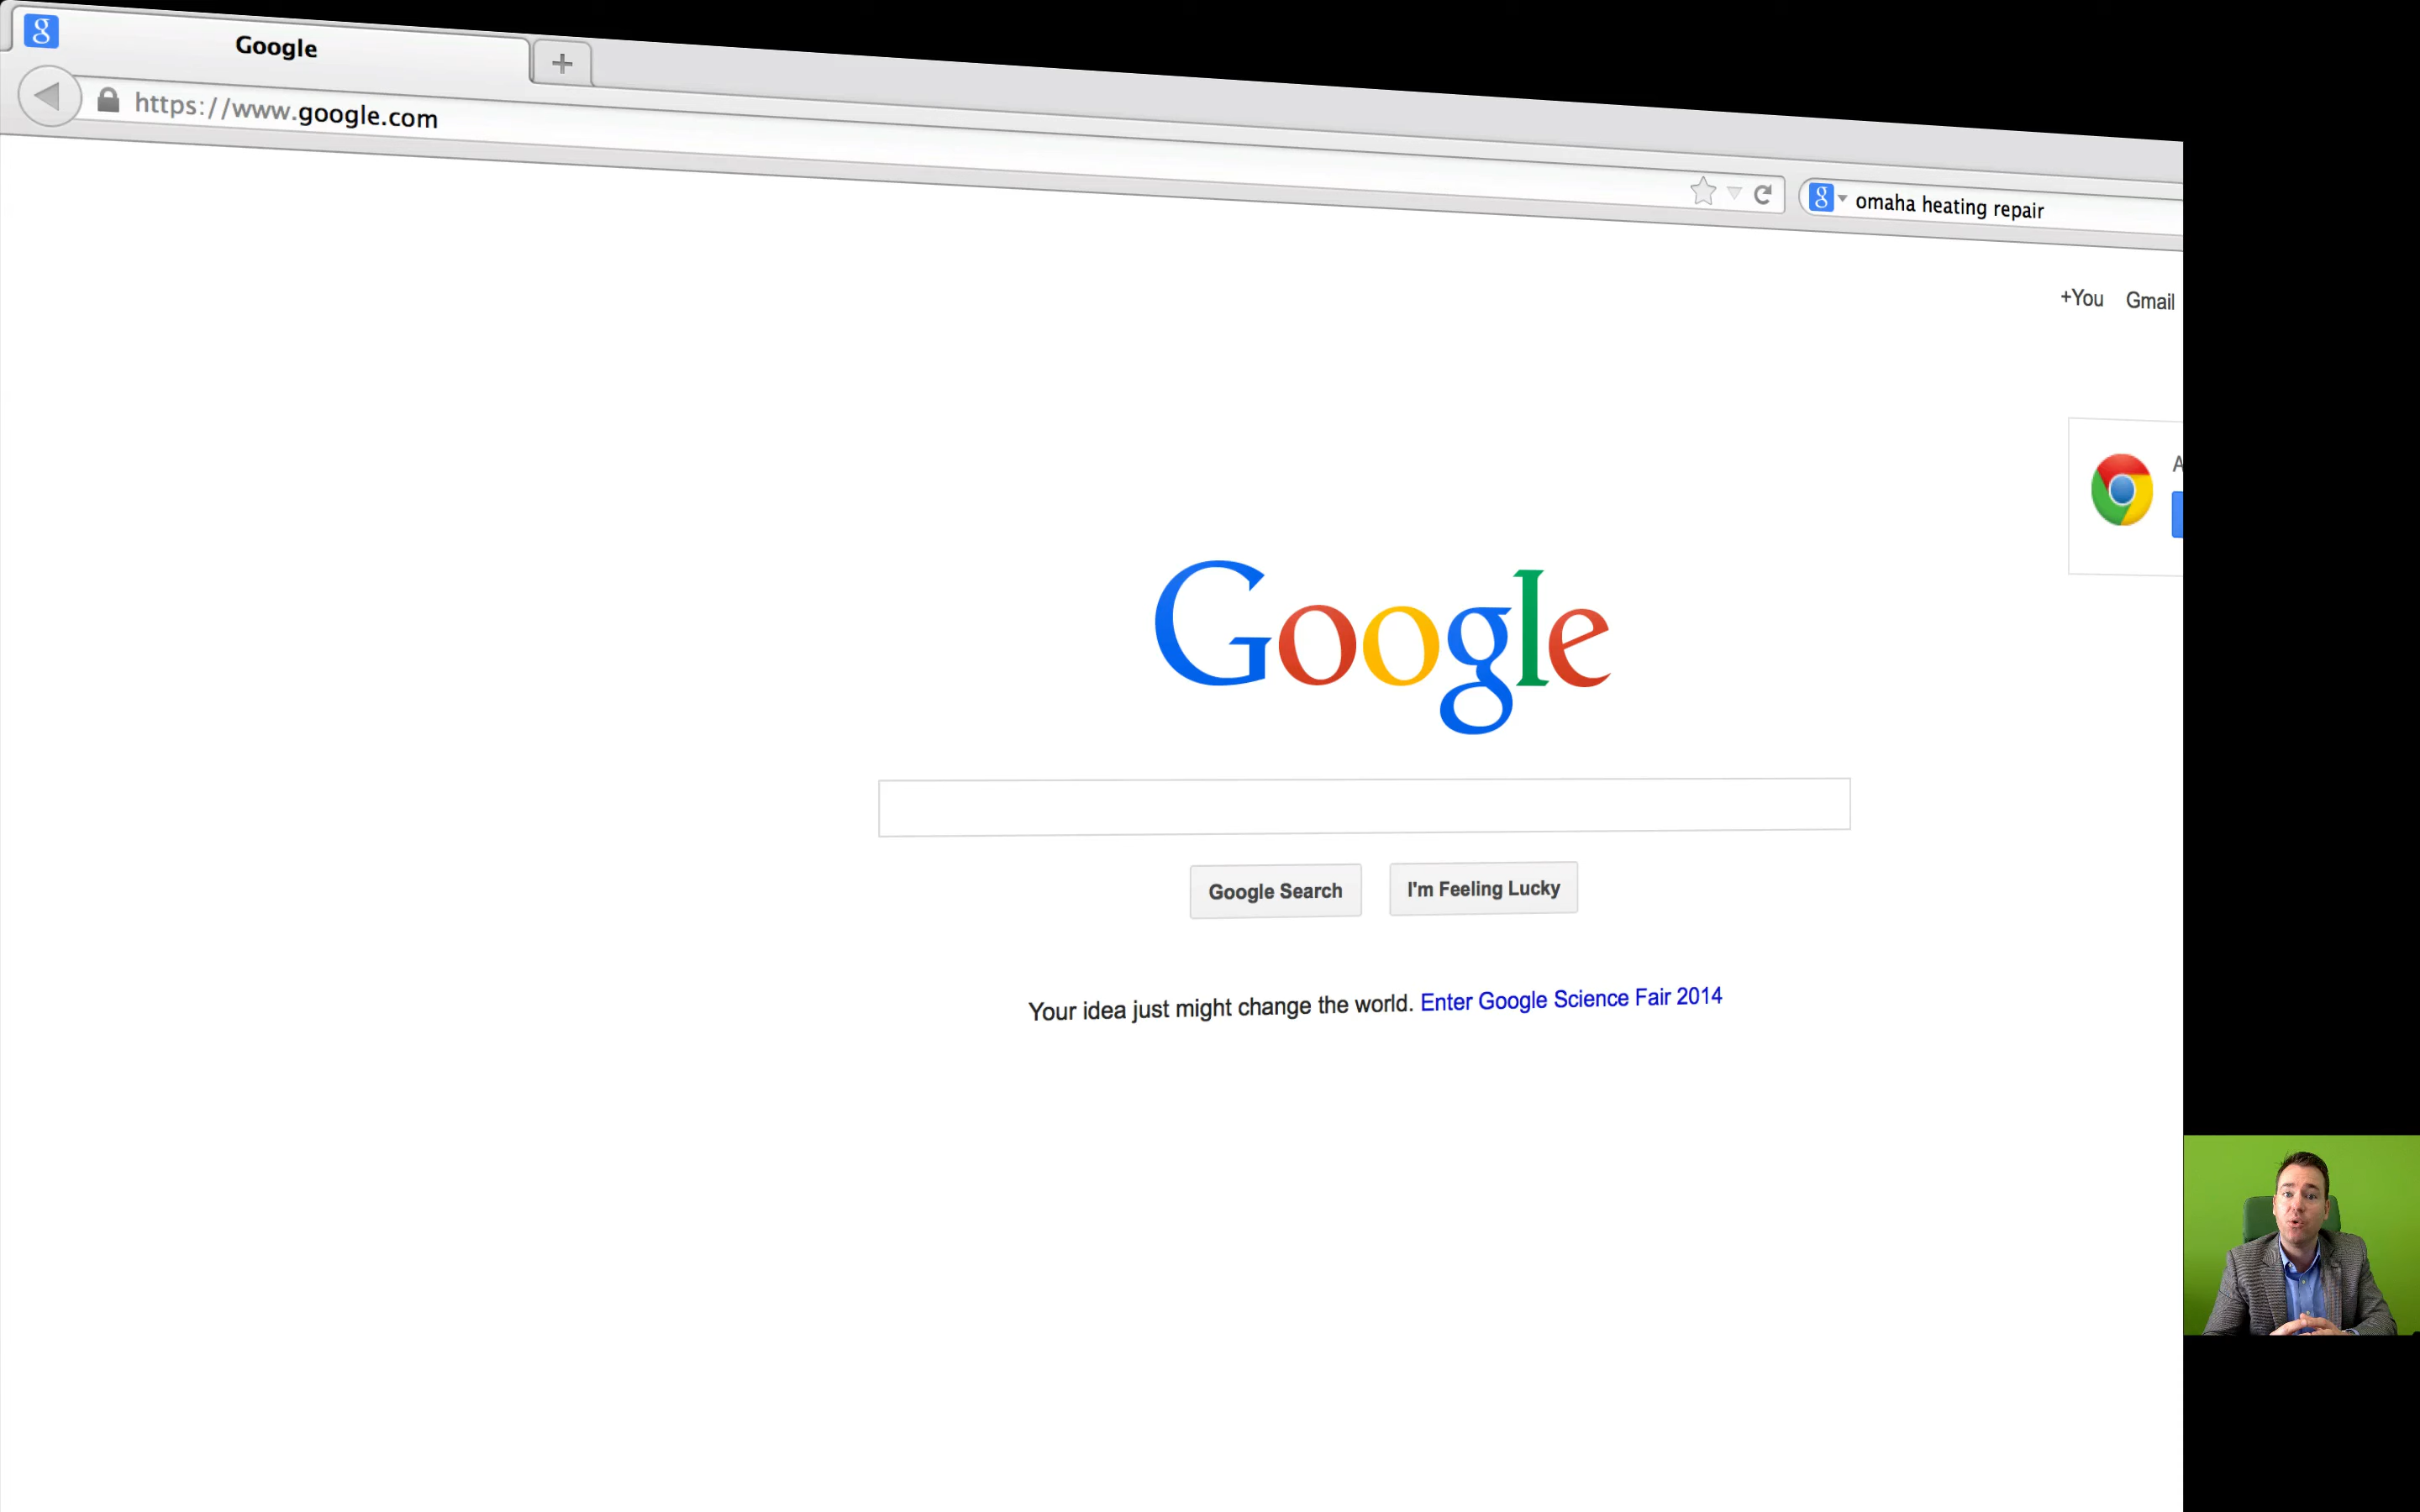 Google
https://www.google.com
omaha heating repair
+You Gmail
Google
Google Search
I'm Feeling Lucky
Your idea just might change the world. Enter Google Science Fair 2014